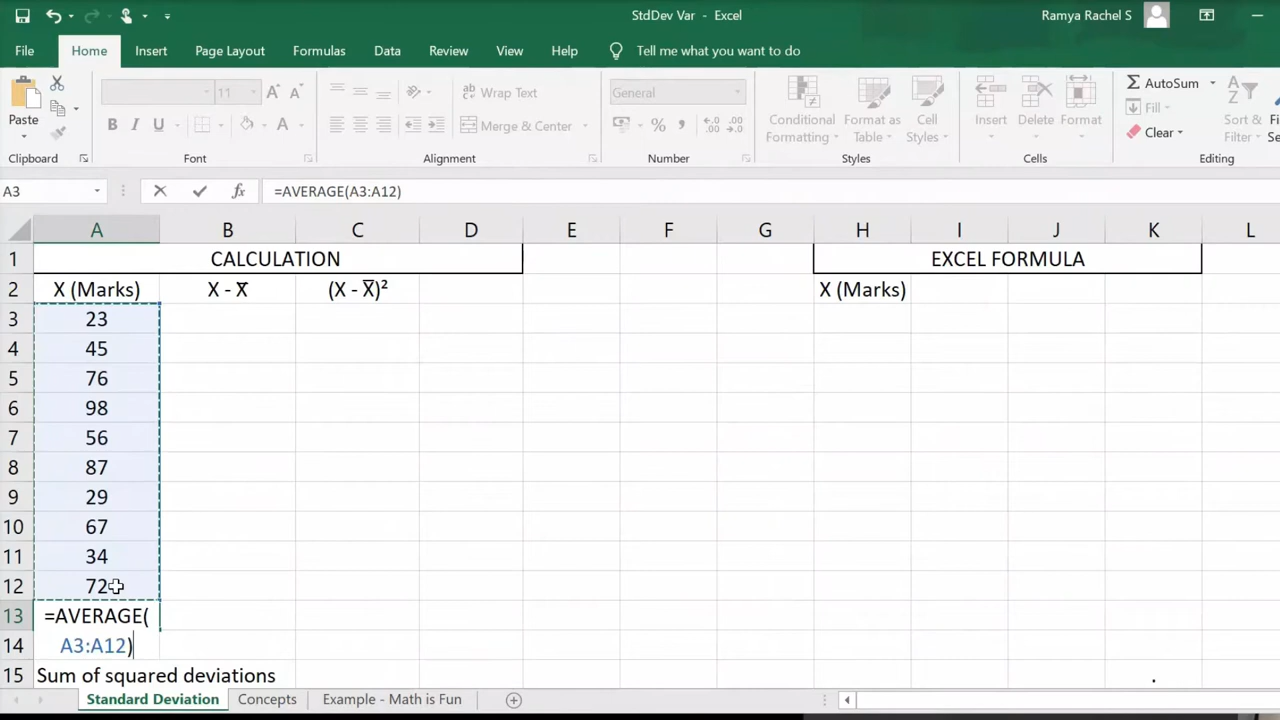 StdDev Var - Excel
Ramya Rachel S
File Home Insert Page Layout Formulas Data Review View Help Tell me what you want to do
Paste
Clipboard
Font
Wrap Text
Merge & Center
Alignment
General
Number
Conditional Formatting
Format as Table
Cell Styles
Styles
Insert Delete Format
Cells
AutoSum
Fill
Clear
Sort & Filter
Editing
A3 fx =AVERAGE(A3:A12)
A B C D E F G H I J K L
1 CALCULATION EXCEL FORMULA
2 X (Marks) X - X̅ (X - X̅)² X (Marks)
3 23
4 45
5 76
6 98
7 56
8 87
9 29
10 67
11 34
12 72
13 =AVERAGE(
14 A3:A12)
15 Sum of squared deviations .
Standard Deviation Concepts Example - Math is Fun